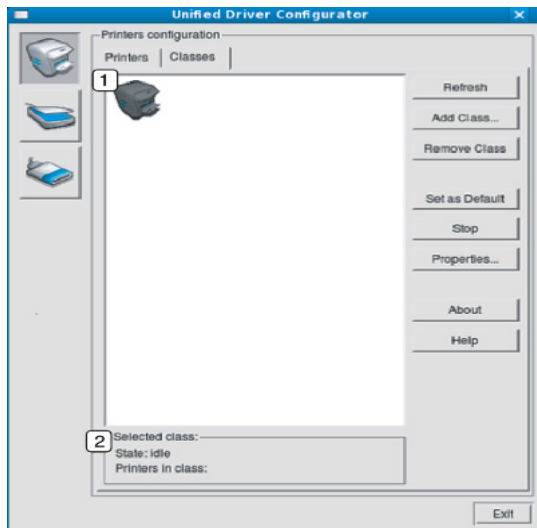 Unified Driver Configurator
Printers configuration
Printers Classes
1
Refresh
Add Class...
Remove Class
Set as Default
Stop
Properties...
About
Help
2
Selected class:
State: idle
Printers in class:
Exit